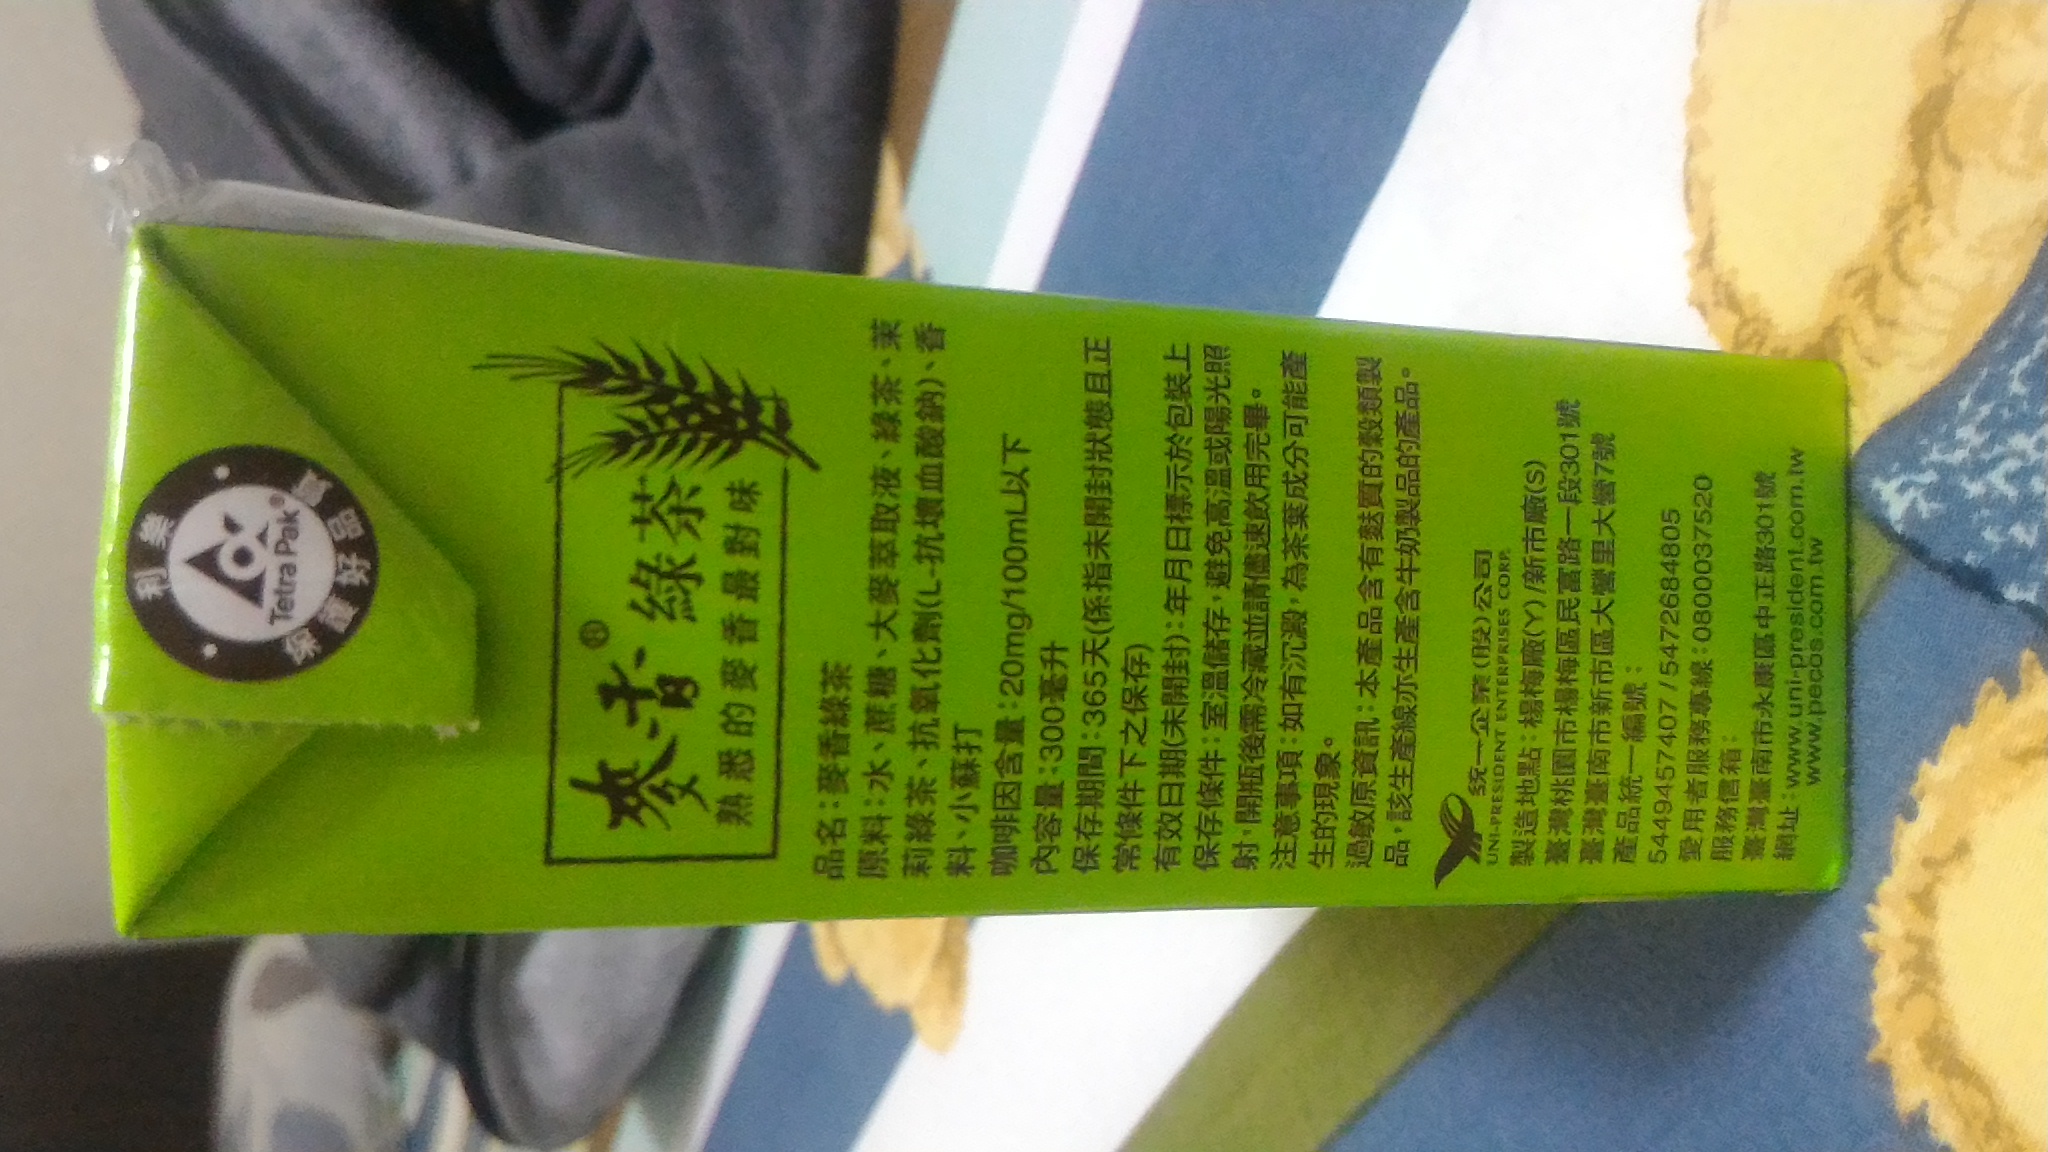 利樂
Tetra Pak®
保護好品質
麥香® 綠茶
熟悉的麥香最對味
品名:麥香綠茶
原料:水、蔗糖、大麥萃取液、綠茶、茉
莉綠茶、抗氧化劑(L-抗壞血酸鈉)、香
料、小蘇打
咖啡因含量:20mg/100mL以下
內容量:300毫升
保存期間:365天(係指未開封狀態且正
常條件下之保存)
有效日期(未開封):年月日標示於包裝上
保存條件:室溫儲存,避免高溫或陽光照
射,開瓶後需冷藏並請儘速飲用完畢。
注意事項:如有沉澱,為茶葉成分可能產
生的現象。
過敏原資訊:本產品含有麩質的穀類製
品,該生產線亦生產含牛奶製品的產品。
統一企業(股)公司
UNI-PRESIDENT ENTERPRISES CORP.
製造地點:楊梅廠(Y)/新市廠(S)
臺灣桃園市楊梅區民富路一段301號
臺灣臺南市新市區大營里大營7號
產品統一編號:
5449457407/5472684805
愛用者服務專線:0800037520
服務信箱:
臺灣臺南市永康區中正路301號
網址:www.uni-president.com.tw
www.pecos.com.tw